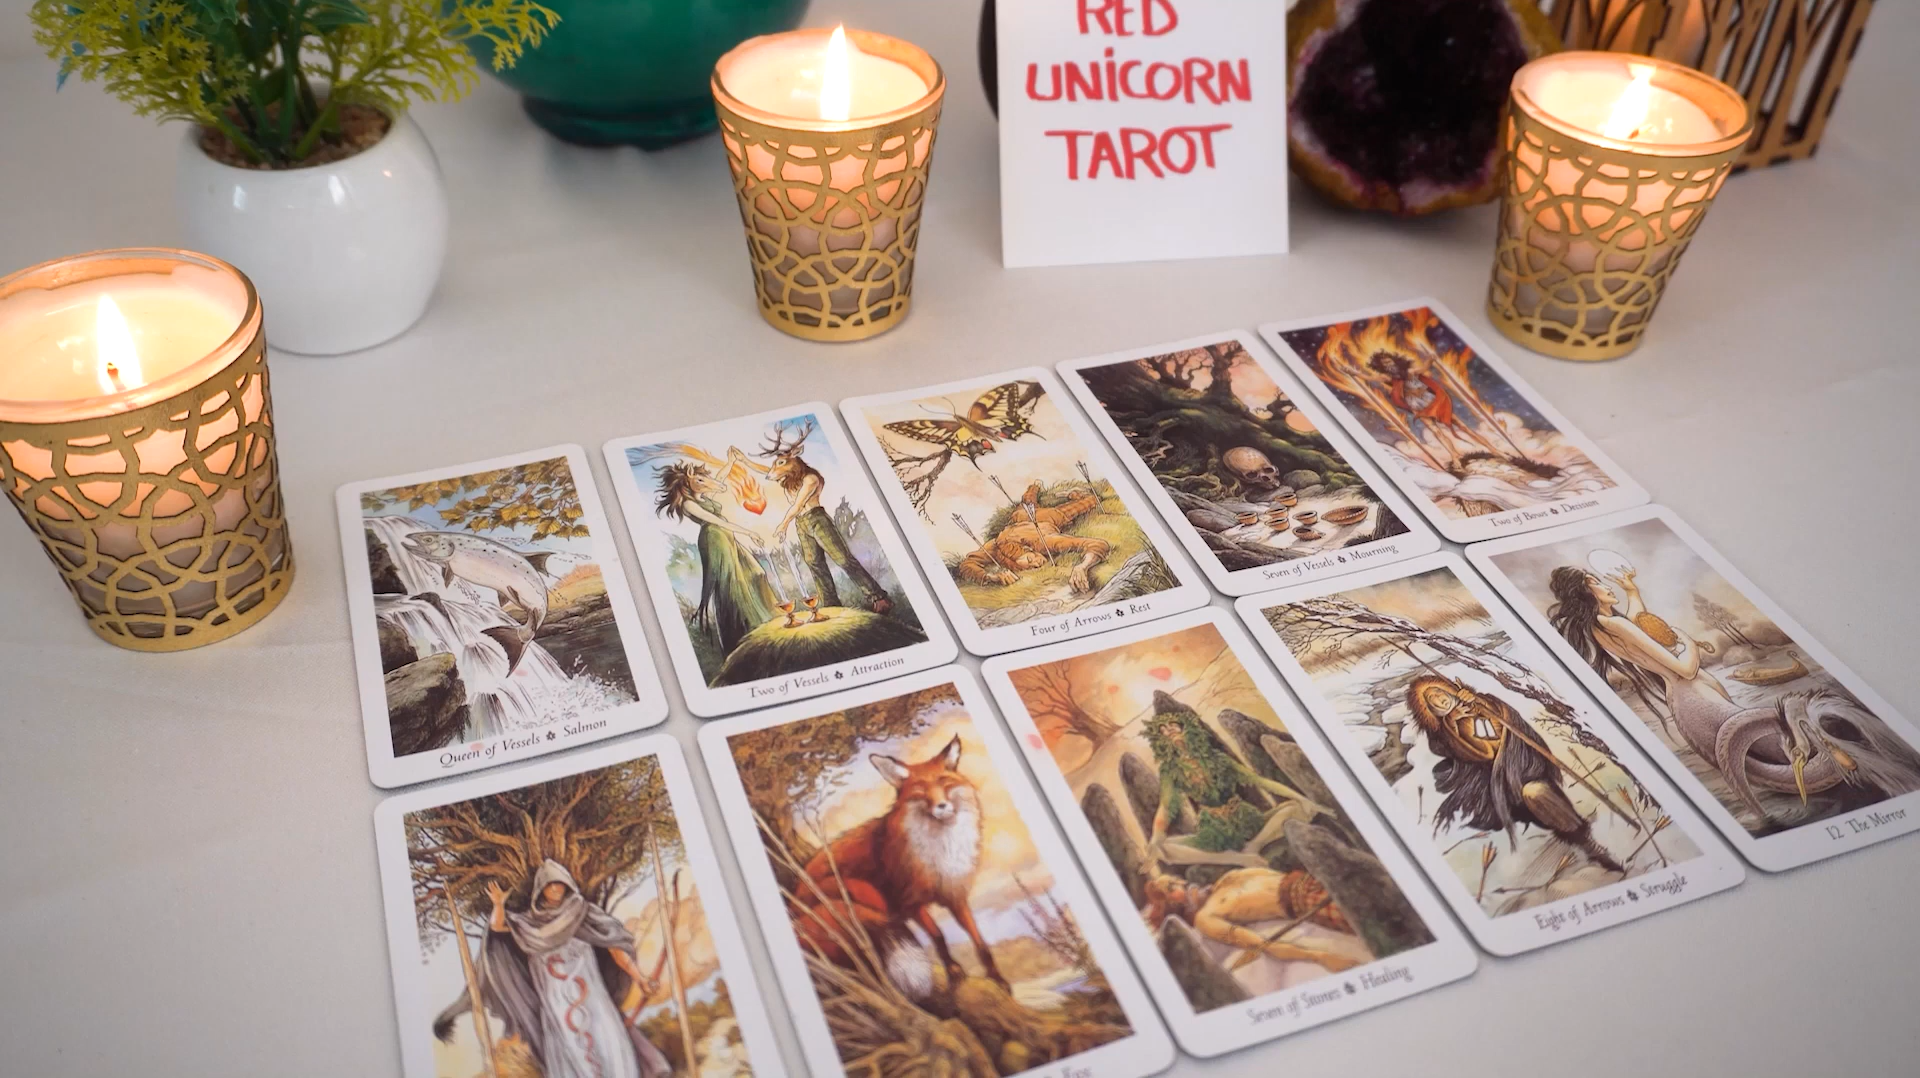 RED
UNICORN
TAROT
Two of Bows Decision
Seven of Vessels Mourning
Four of Arrows Rest
Two of Vessels Attraction
Queen of Vessels Salmon
12 The Mirror
Eight of Arrows Struggle
Seven of Stones Healing